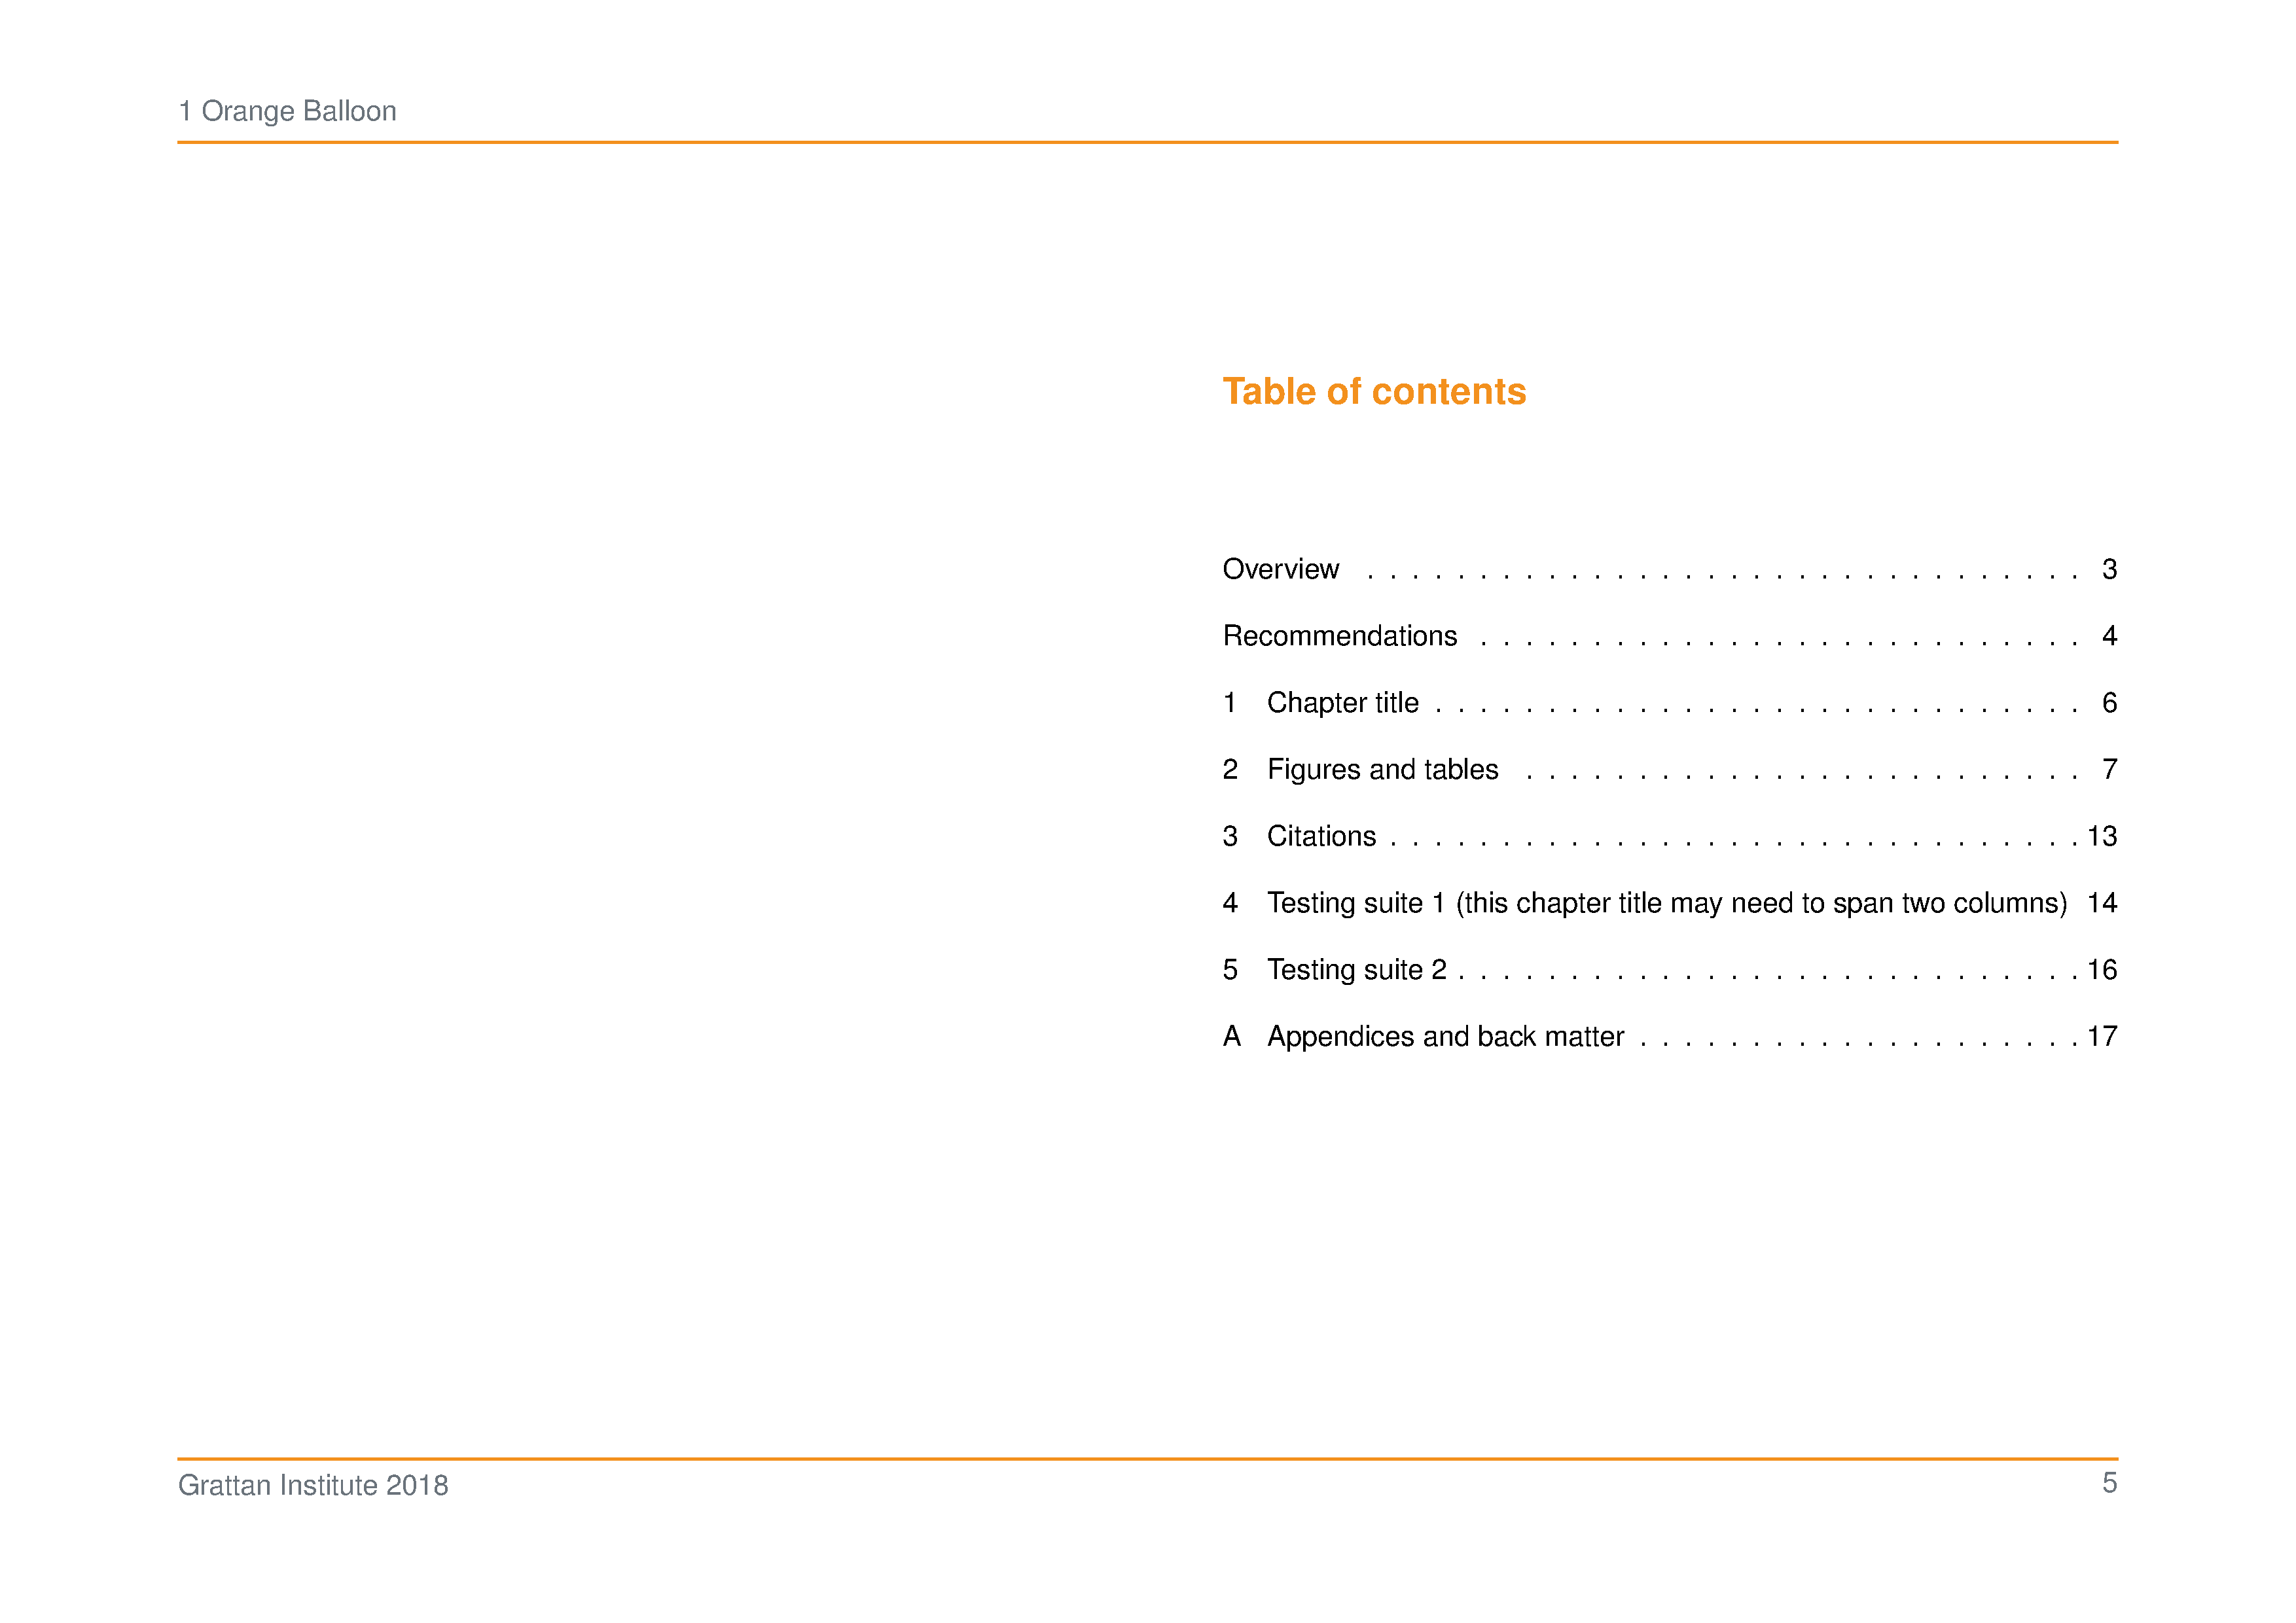 1 Orange Balloon
Table of contents
Overview . . . . . . . . . . . . . . . . . . . . . . . . . . . . . . . . 3
Recommendations . . . . . . . . . . . . . . . . . . . . . . . . . . . 4
1 Chapter title . . . . . . . . . . . . . . . . . . . . . . . . . . . . . 6
2 Figures and tables . . . . . . . . . . . . . . . . . . . . . . . . . 7
3 Citations . . . . . . . . . . . . . . . . . . . . . . . . . . . . . . . 13
4 Testing suite 1 (this chapter title may need to span two columns) 14
5 Testing suite 2 . . . . . . . . . . . . . . . . . . . . . . . . . . . . 16
A Appendices and back matter . . . . . . . . . . . . . . . . . . . . 17
Grattan Institute 2018 5